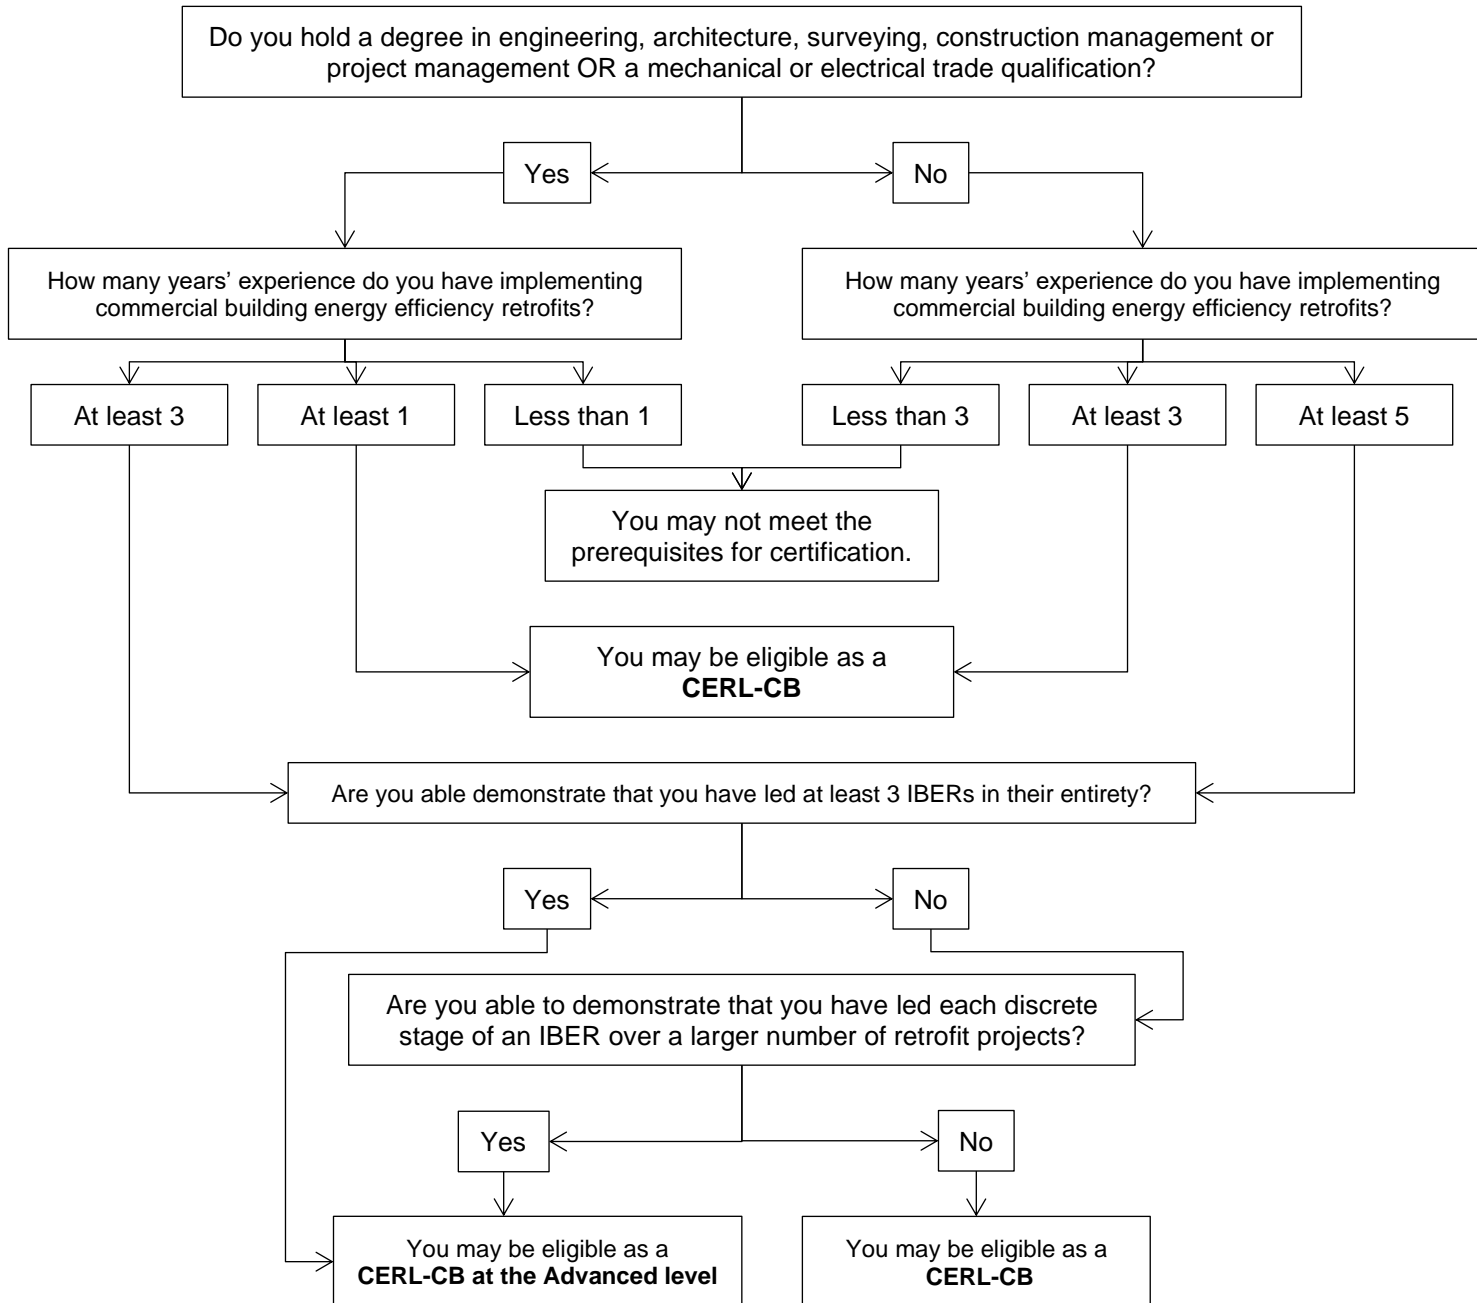 Do you hold a degree in engineering, architecture, surveying, construction management or
project management OR a mechanical or electrical trade qualification?
Yes
No
How many years’ experience do you have implementing
commercial building energy efficiency retrofits?
How many years’ experience do you have implementing
commercial building energy efficiency retrofits?
At least 3
At least 1
Less than 1
Less than 3
At least 3
At least 5
You may not meet the
prerequisites for certification.
You may be eligible as a
CERL-CB
Are you able demonstrate that you have led at least 3 IBERs in their entirety?
Yes
No
Are you able to demonstrate that you have led each discrete
stage of an IBER over a larger number of retrofit projects?
Yes
No
You may be eligible as a
CERL-CB at the Advanced level
You may be eligible as a
CERL-CB